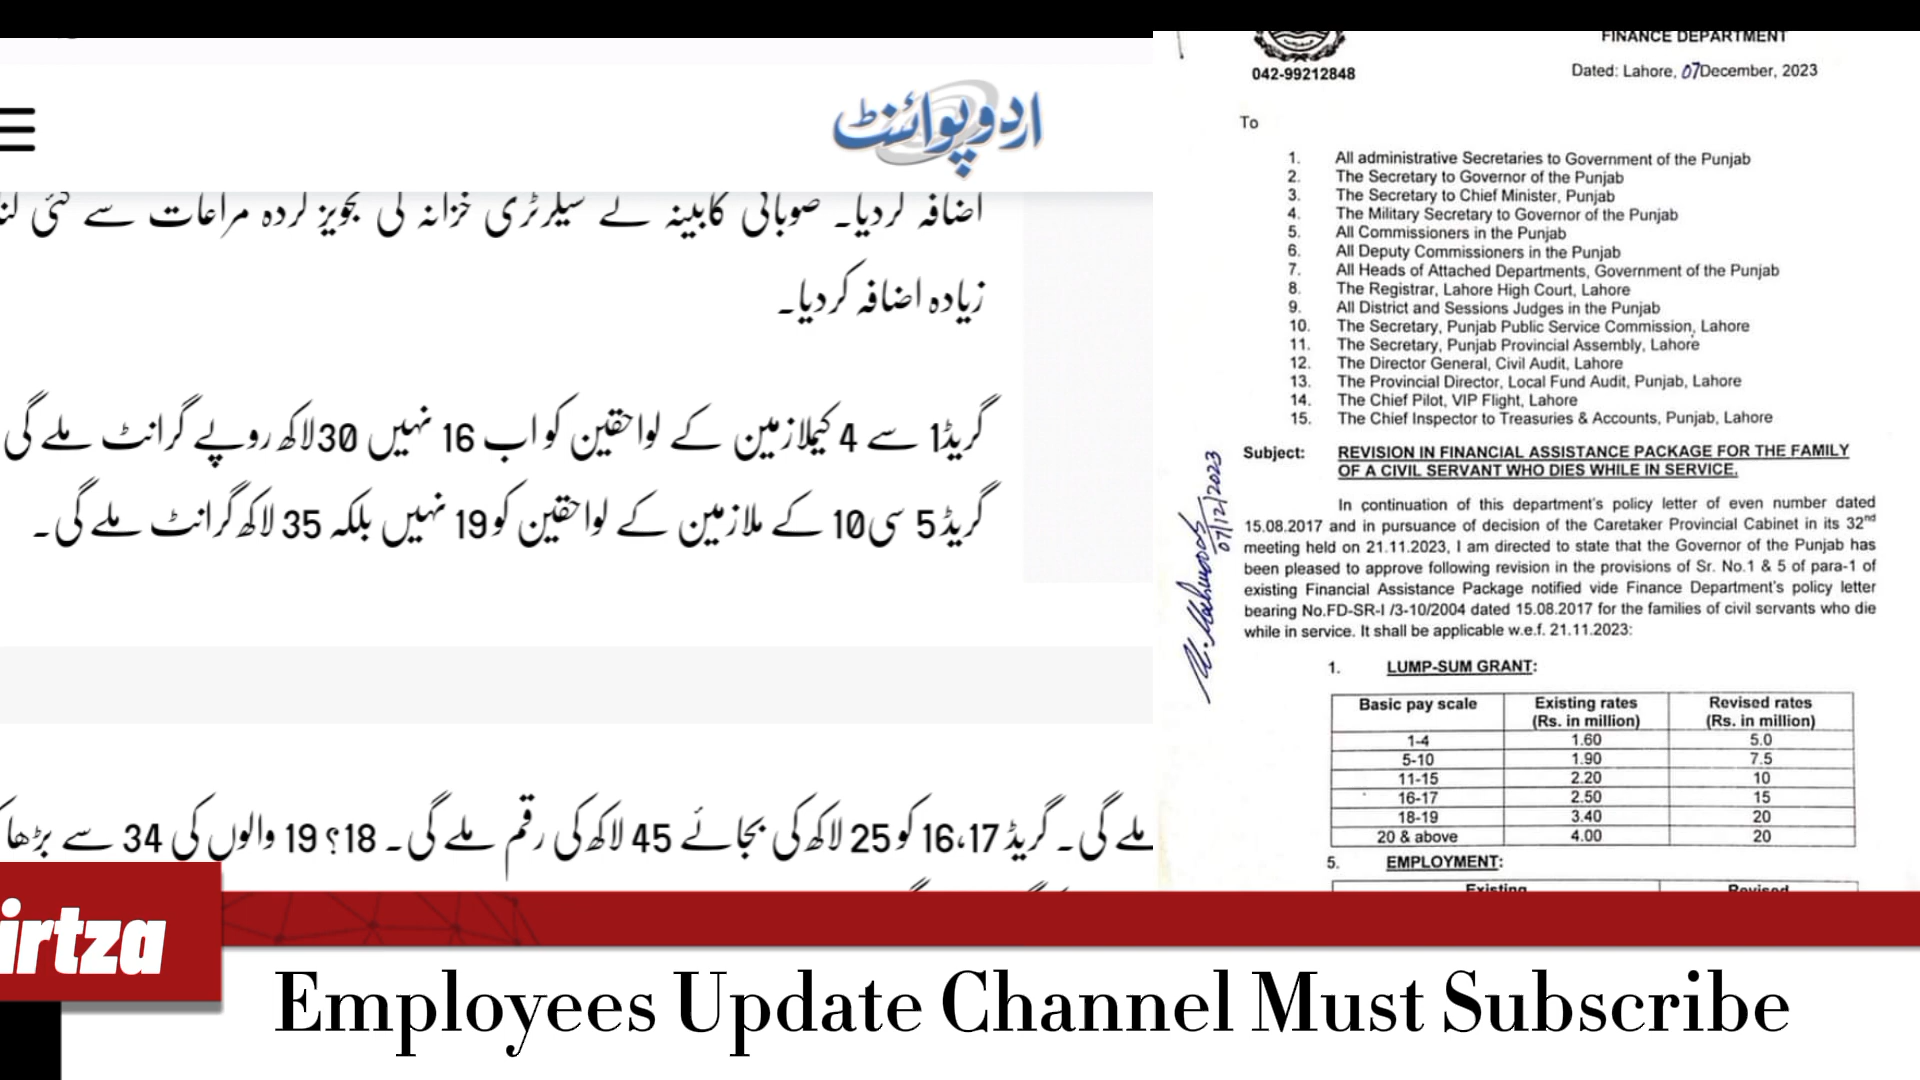 اردو پوائنٹ
اضافہ کردیا۔ صوبائی کابینہ نے سیکرٹری خزانہ کی تجویز کردہ مراعات سے کئی
زیادہ اضافہ کردیا۔
گریڈ1 سے 4 کیملازمین کے لواحقین کو اب 16 نہیں 30لاکھ روپے گرانٹ ملے گی
گریڈ 5 سی10 کے ملازمین کے لواحقین کو 19 نہیں بلکہ 35 لاکھ گرانٹ ملے گی۔
ملے گی۔ گریڈ 16،17 کو 25 لاکھ کی بجائے 45 لاکھ کی رقم ملے گی۔ 18؟ 19 والوں کی 34 سے بڑھا
FINANCE DEPARTMENT
042-99212848
Dated: Lahore, 07December, 2023
To
1. All administrative Secretaries to Government of the Punjab
2. The Secretary to Governor of the Punjab
3. The Secretary to Chief Minister, Punjab
4. The Military Secretary to Governor of the Punjab
5. All Commissioners in the Punjab
6. All Deputy Commissioners in the Punjab
7. All Heads of Attached Departments, Government of the Punjab
8. The Registrar, Lahore High Court, Lahore
9. All District and Sessions Judges in the Punjab
10. The Secretary, Punjab Public Service Commission, Lahore
11. The Secretary, Punjab Provincial Assembly, Lahore
12. The Director General, Civil Audit, Lahore
13. The Provincial Director, Local Fund Audit, Punjab, Lahore
14. The Chief Pilot, VIP Flight, Lahore
15. The Chief Inspector to Treasuries & Accounts, Punjab, Lahore
Subject: REVISION IN FINANCIAL ASSISTANCE PACKAGE FOR THE FAMILY
OF A CIVIL SERVANT WHO DIES WHILE IN SERVICE.
In continuation of this department's policy letter of even number dated
15.08.2017 and in pursuance of decision of the Caretaker Provincial Cabinet in its 32nd
meeting held on 21.11.2023, I am directed to state that the Governor of the Punjab has
been pleased to approve following revision in the provisions of Sr. No.1 & 5 of para-1 of
existing Financial Assistance Package notified vide Finance Department's policy letter
bearing No.FD-SR-I /3-10/2004 dated 15.08.2017 for the families of civil servants who die
while in service. It shall be applicable w.e.f. 21.11.2023:
07/12/2023
1. LUMP-SUM GRANT:
Basic pay scale Existing rates (Rs. in million) Revised rates (Rs. in million)
1-4 1.60 5.0
5-10 1.90 7.5
11-15 2.20 10
16-17 2.50 15
18-19 3.40 20
20 & above 4.00 20
5. EMPLOYMENT:
Existing Revised
irtza
Employees Update Channel Must Subscribe